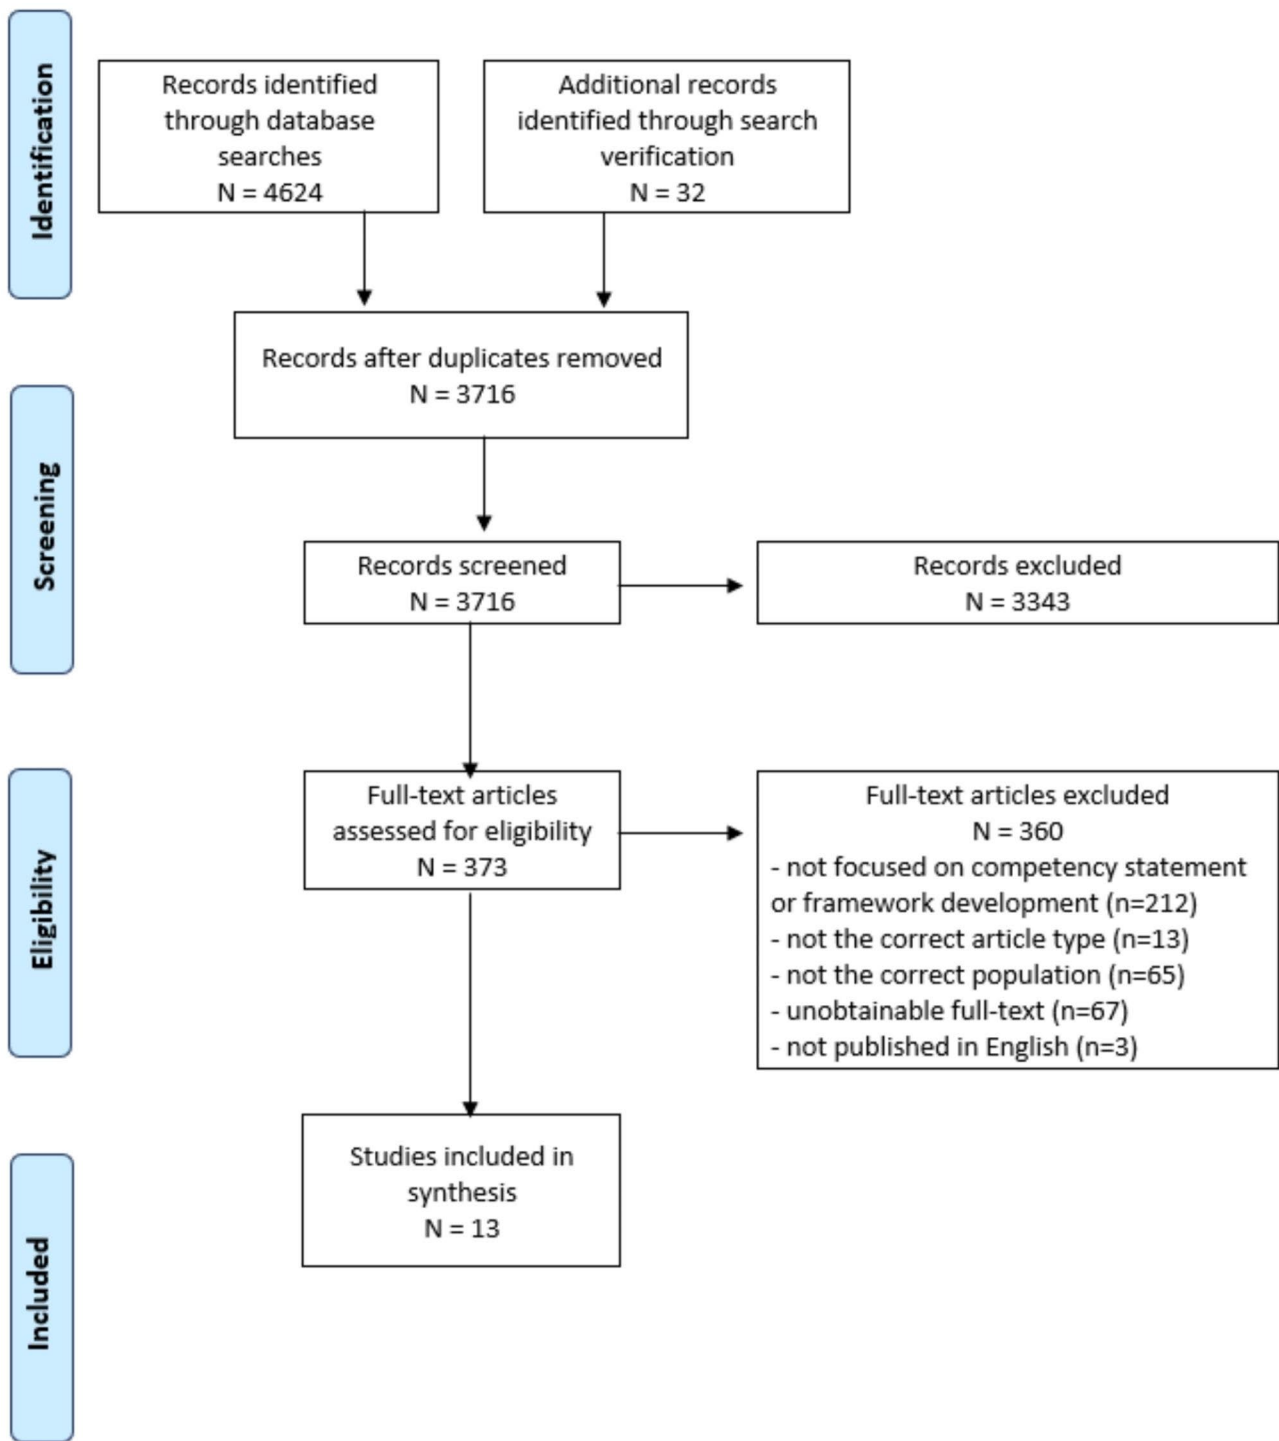 Identification
Records identified
through database
searches
N = 4624
Additional records
identified through search
verification
N = 32
Records after duplicates removed
N = 3716
Screening
Records screened
N = 3716
Records excluded
N = 3343
Eligibility
Full-text articles
assessed for eligibility
N = 373
Full-text articles excluded
N = 360
- not focused on competency statement
or framework development (n=212)
- not the correct article type (n=13)
- not the correct population (n=65)
- unobtainable full-text (n=67)
- not published in English (n=3)
Included
Studies included in
synthesis
N = 13